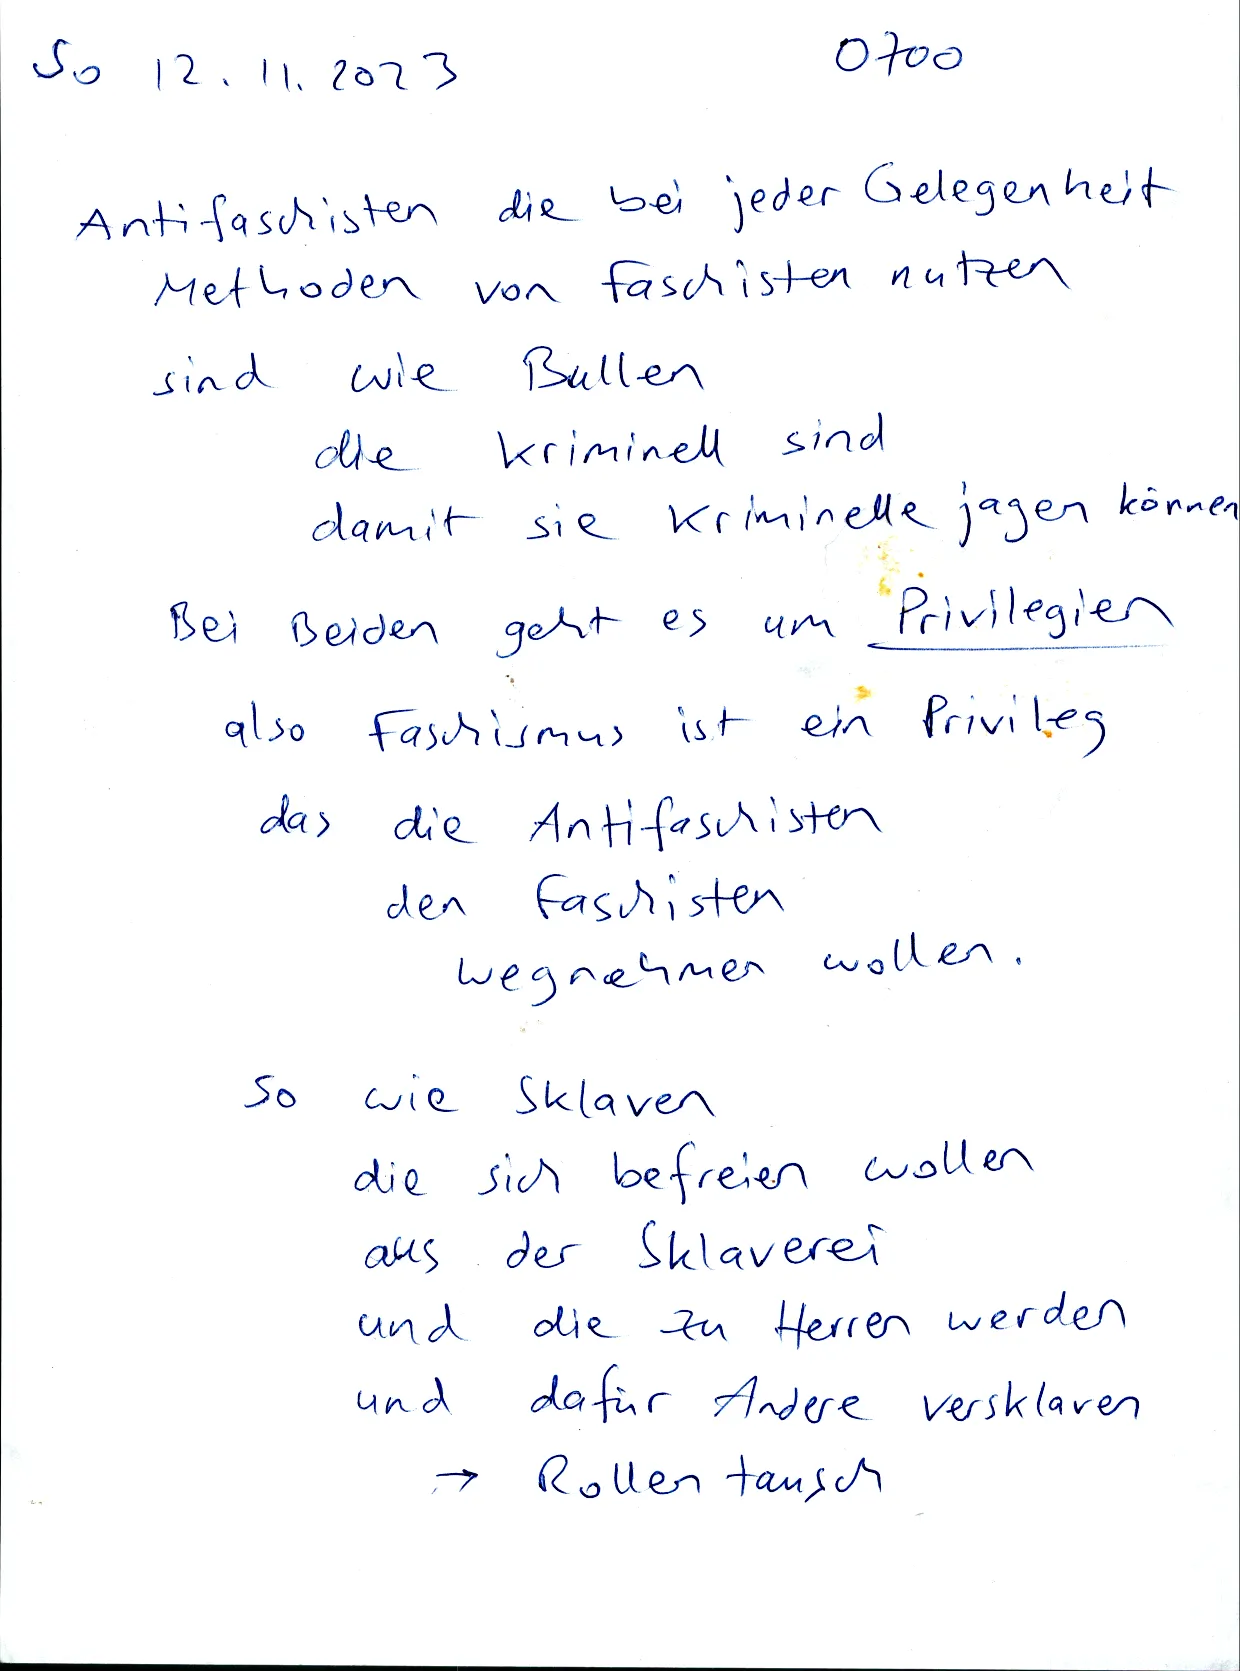 So 12.11.2023 0700
Antifaschisten die bei jeder Gelegenheit
Methoden von Faschisten nutzen
sind wie Bullen
die kriminell sind
damit sie Kriminelle jagen können
Bei Beiden geht es um Privilegien
also Faschismus ist ein Privileg
das die Antifaschisten
den Faschisten
wegnehmen wollen.
So wie Sklaven
die sich befreien wollen
aus der Sklaverei
und die zu Herren werden
und dafür Andere versklaven
→ Rollentausch